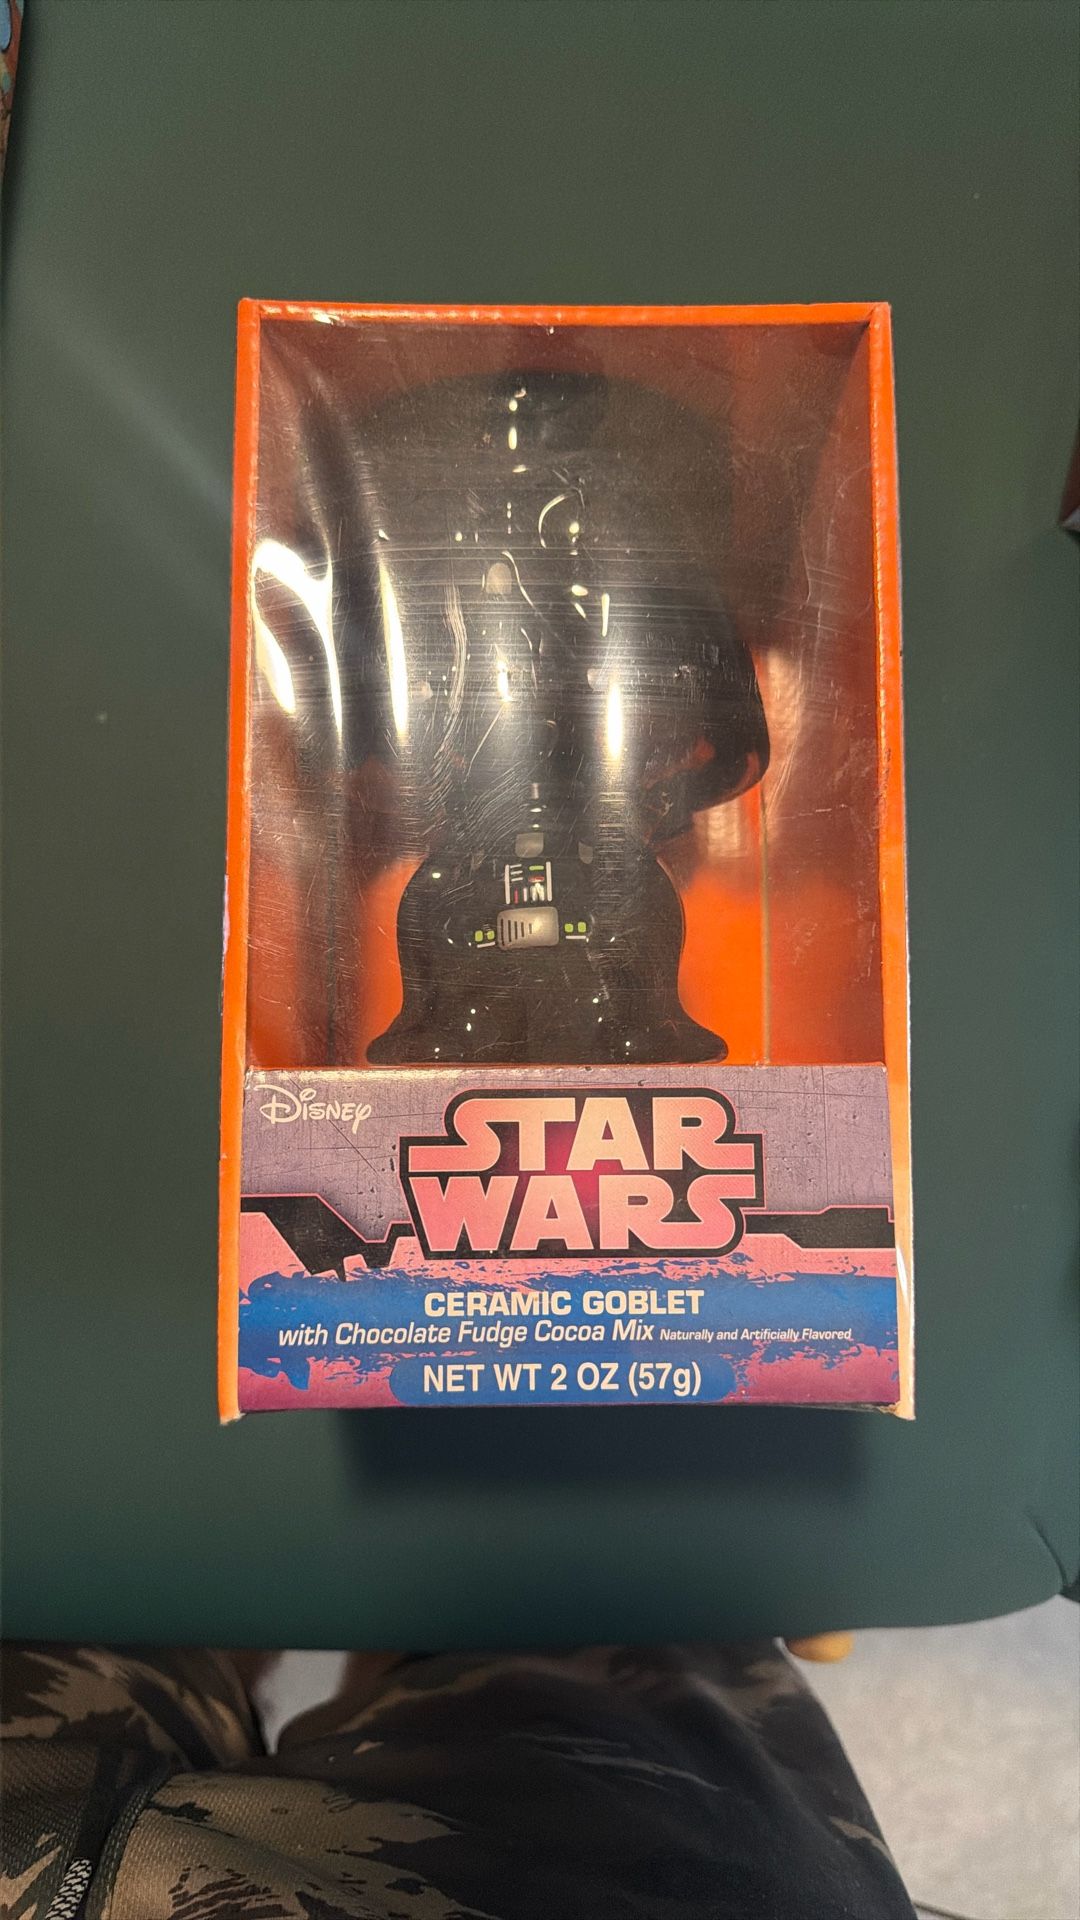 Disney
STAR
WARS
CERAMIC GOBLET
with Chocolate Fudge Cocoa Mix Naturally and Artificially Flavored
NET WT 2 OZ (57g)